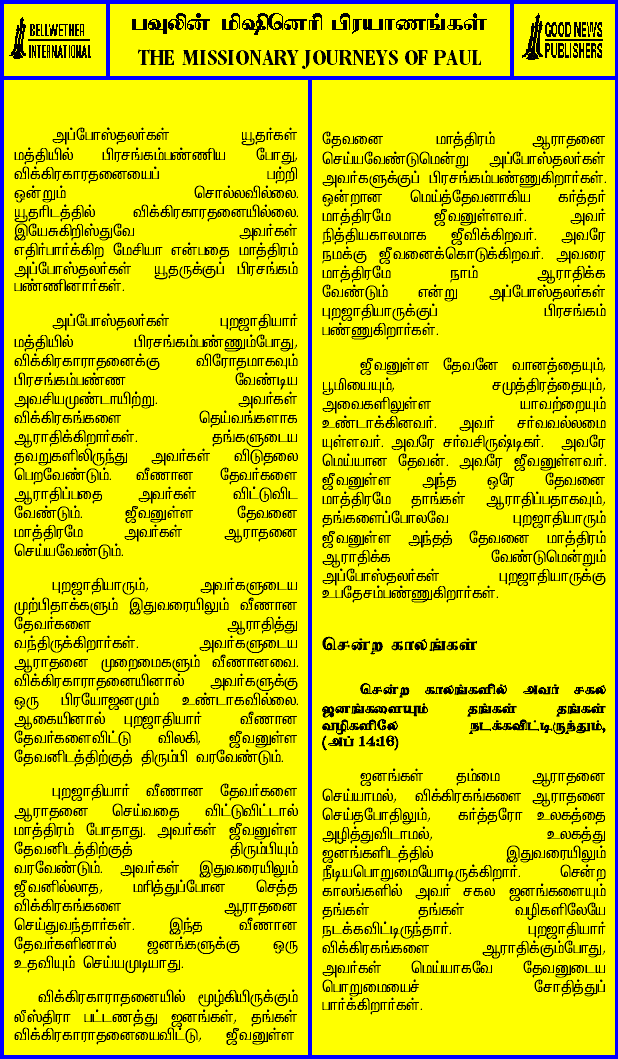 BELLWETHER
INTERNATIONAL
பவுலின் மிஷினெரி பிரயாணங்கள்
THE MISSIONARY JOURNEYS OF PAUL
GOOD NEWS
PUBLISHERS
அப்போஸ்தலர்கள் யூதர்கள்
மத்தியில் பிரசங்கம்பண்ணிய போது,
விக்கிரகாரதனையைப் பற்றி
ஒன்றும் சொல்லவில்லை.
யூதரிடத்தில் விக்கிரகாரதனையில்லை.
இயேசுகிறிஸ்துவே அவர்கள்
எதிர்பார்க்கிற மேசியா என்பதை மாத்திரம்
அப்போஸ்தலர்கள் யூதருக்குப் பிரசங்கம்
பண்ணினார்கள்.
அப்போஸ்தலர்கள் புறஜாதியார்
மத்தியில் பிரசங்கம்பண்ணும்போது,
விக்கிரகாராதனைக்கு விரோதமாகவும்
பிரசங்கம்பண்ண வேண்டிய
அவசியமுண்டாயிற்று. அவர்கள்
விக்கிரகங்களை தெய்வங்களாக
ஆராதிக்கிறார்கள். தங்களுடைய
தவறுகளிலிருந்து அவர்கள் விடுதலை
பெறவேண்டும். வீணான தேவர்களை
ஆராதிப்பதை அவர்கள் விட்டுவிட
வேண்டும். ஜீவனுள்ள தேவனை
மாத்திரமே அவர்கள் ஆராதனை
செய்யவேண்டும்.
புறஜாதியாரும், அவர்களுடைய
முற்பிதாக்களும் இதுவரையிலும் வீணான
தேவர்களை ஆராதித்து
வந்திருக்கிறார்கள். அவர்களுடைய
ஆராதனை முறைமைகளும் வீணானவை.
விக்கிரகாராதனையினால் அவர்களுக்கு
ஒரு பிரயோஜனமும் உண்டாகவில்லை.
ஆகையினால் புறஜாதியார் வீணான
தேவர்களைவிட்டு விலகி, ஜீவனுள்ள
தேவனிடத்திற்குத் திரும்பி வரவேண்டும்.
புறஜாதியார் வீணான தேவர்களை
ஆராதனை செய்வதை விட்டுவிட்டால்
மாத்திரம் போதாது. அவர்கள் ஜீவனுள்ள
தேவனிடத்திற்குத் திரும்பியும்
வரவேண்டும். அவர்கள் இதுவரையிலும்
ஜீவனில்லாத, மரித்துப்போன செத்த
விக்கிரகங்களை ஆராதனை
செய்துவந்தார்கள். இந்த வீணான
தேவர்களினால் ஜனங்களுக்கு ஒரு
உதவியும் செய்யமுடியாது.
விக்கிரகாராதனையில் மூழ்கியிருக்கும்
லீஸ்திரா பட்டணத்து ஜனங்கள், தங்கள்
விக்கிரகாராதனையைவிட்டு, ஜீவனுள்ள
தேவனை மாத்திரம் ஆராதனை
செய்யவேண்டுமென்று அப்போஸ்தலர்கள்
அவர்களுக்குப் பிரசங்கம்பண்ணுகிறார்கள்.
ஒன்றான மெய்த்தேவனாகிய கர்த்தர்
மாத்திரமே ஜீவனுள்ளவர். அவர்
நித்தியகாலமாக ஜீவிக்கிறவர். அவரே
நமக்கு ஜீவனைக்கொடுக்கிறவர். அவரை
மாத்திரமே நாம் ஆராதிக்க
வேண்டும் என்று அப்போஸ்தலர்கள்
புறஜாதியாருக்குப் பிரசங்கம்
பண்ணுகிறார்கள்.
ஜீவனுள்ள தேவனே வானத்தையும்,
பூமியையும், சமுத்திரத்தையும்,
அவைகளிலுள்ள யாவற்றையும்
உண்டாக்கினவர். அவர் சர்வவல்லமை
யுள்ளவர். அவரே சர்வசிருஷ்டிகர். அவரே
மெய்யான தேவன். அவரே ஜீவனுள்ளவர்.
ஜீவனுள்ள அந்த ஒரே தேவனை
மாத்திரமே தாங்கள் ஆராதிப்பதாகவும்,
தங்களைப்போலவே புறஜாதியாரும்
ஜீவனுள்ள அந்தத் தேவனை மாத்திரம்
ஆராதிக்க வேண்டுமென்றும்
அப்போஸ்தலர்கள் புறஜாதியாருக்கு
உபதேசம்பண்ணுகிறார்கள்.
சென்ற காலங்கள்
சென்ற காலங்களில் அவர் சகல
ஜனங்களையும் தங்கள் தங்கள்
வழிகளிலே நடக்கவிட்டிருந்தும்,
(அப் 14:16)
ஜனங்கள் தம்மை ஆராதனை
செய்யாமல், விக்கிரகங்களை ஆராதனை
செய்தபோதிலும், கர்த்தரோ உலகத்தை
அழித்துவிடாமல், உலகத்து
ஜனங்களிடத்தில் இதுவரையிலும்
நீடியபொறுமையோடிருக்கிறார். சென்ற
காலங்களில் அவர் சகல ஜனங்களையும்
தங்கள் தங்கள் வழிகளிலேயே
நடக்கவிட்டிருந்தார். புறஜாதியார்
விக்கிரகங்களை ஆராதிக்கும்போது,
அவர்கள் மெய்யாகவே தேவனுடைய
பொறுமையைச் சோதித்துப்
பார்க்கிறார்கள்.